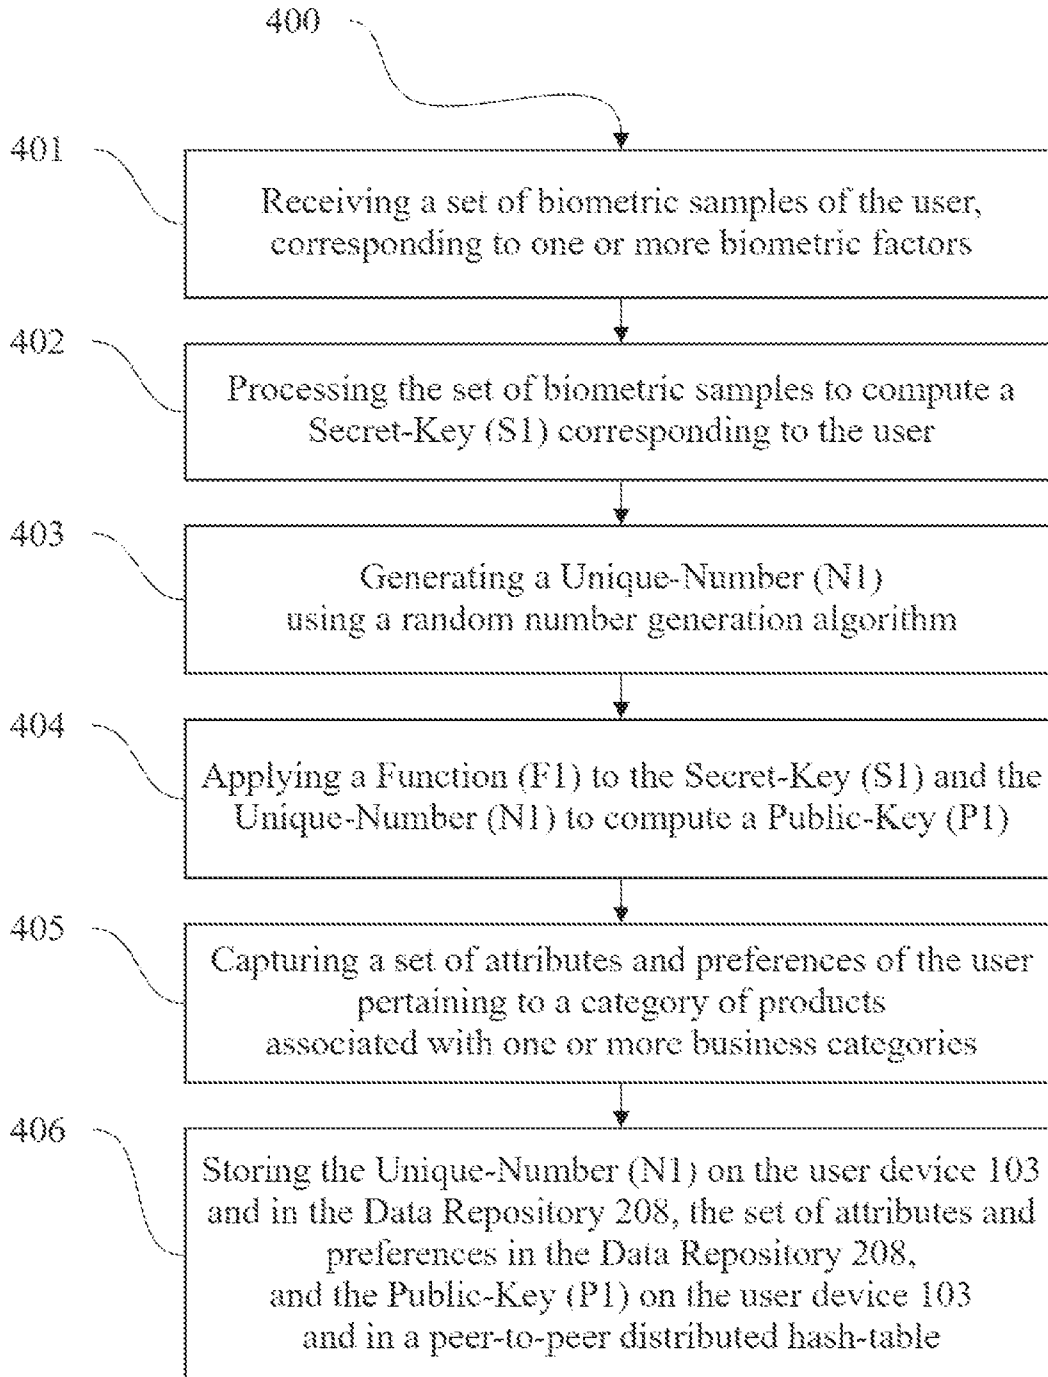 400
401
Receiving a set of biometric samples of the user,
corresponding to one or more biometric factors
402
Processing the set of biometric samples to compute a
Secret-Key (S1) corresponding to the user
403
Generating a Unique-Number (N1)
using a random number generation algorithm
404
Applying a Function (F1) to the Secret-Key (S1) and the
Unique-Number (N1) to compute a Public-Key (P1)
405
Capturing a set of attributes and preferences of the user
pertaining to a category of products
associated with one or more business categories
406
Storing the Unique-Number (N1) on the user device 103
and in the Data Repository 208, the set of attributes and
preferences in the Data Repository 208,
and the Public-Key (P1) on the user device 103
and in a peer-to-peer distributed hash-table